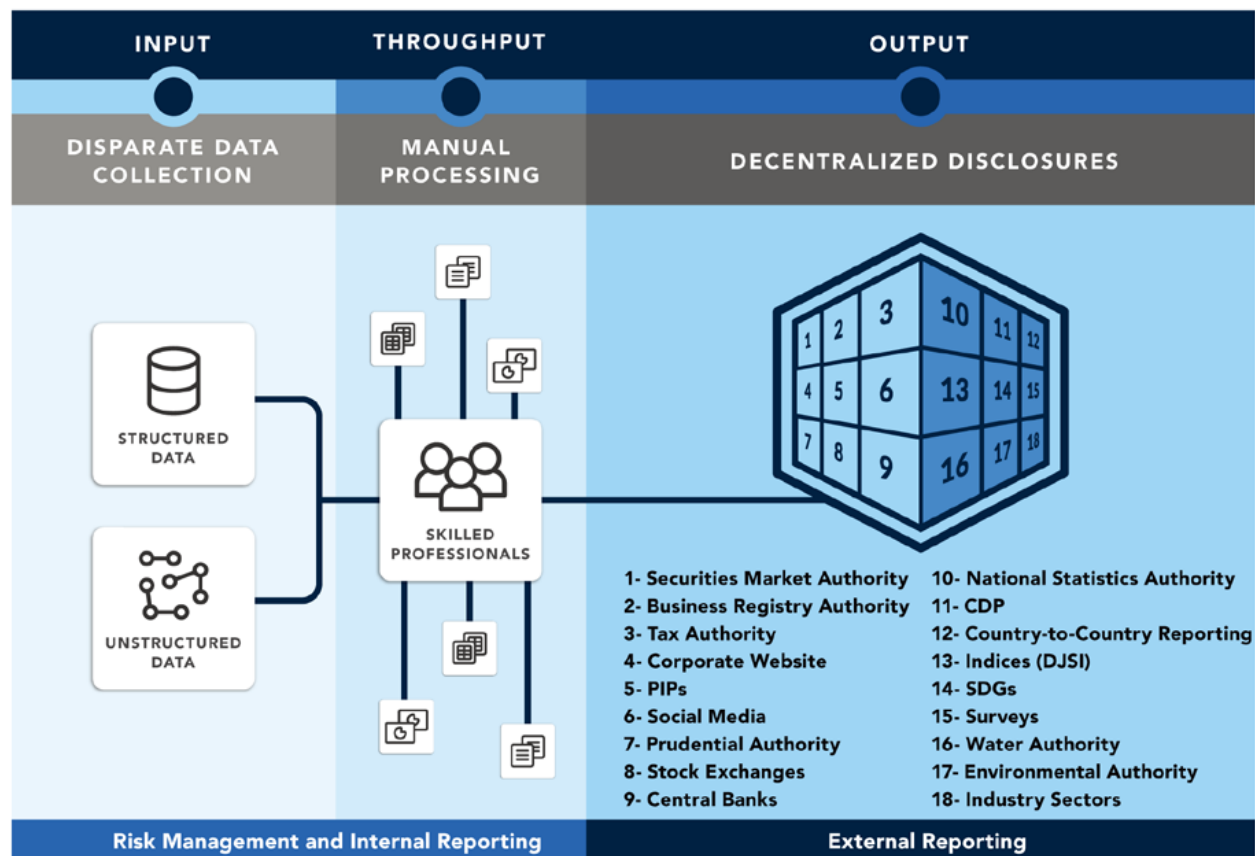 INPUT
THROUGHPUT
OUTPUT
DISPARATE DATA
COLLECTION
MANUAL
PROCESSING
DECENTRALIZED DISCLOSURES
STRUCTURED
DATA
UNSTRUCTURED
DATA
SKILLED
PROFESSIONALS
1 2 3 10 11 12
4 5 6 13 14 15
7 8 9 16 17 18
1- Securities Market Authority
2- Business Registry Authority
3- Tax Authority
4- Corporate Website
5- PIPs
6- Social Media
7- Prudential Authority
8- Stock Exchanges
9- Central Banks
10- National Statistics Authority
11- CDP
12- Country-to-Country Reporting
13- Indices (DJSI)
14- SDGs
15- Surveys
16- Water Authority
17- Environmental Authority
18- Industry Sectors
Risk Management and Internal Reporting
External Reporting